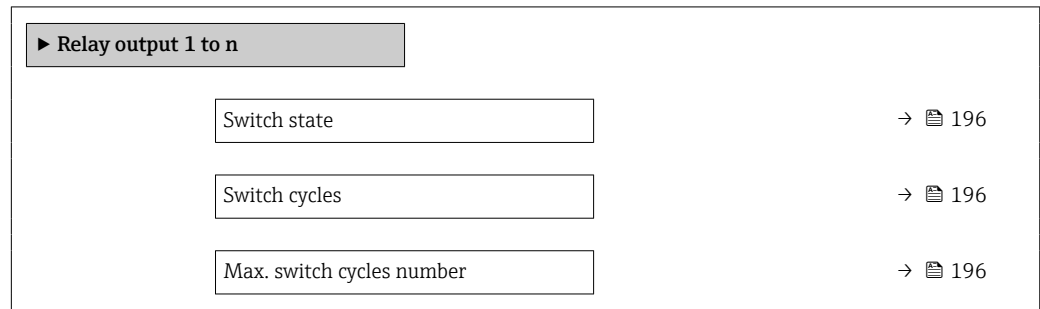 ▶ Relay output 1 to n
Switch state → 196
Switch cycles → 196
Max. switch cycles number → 196